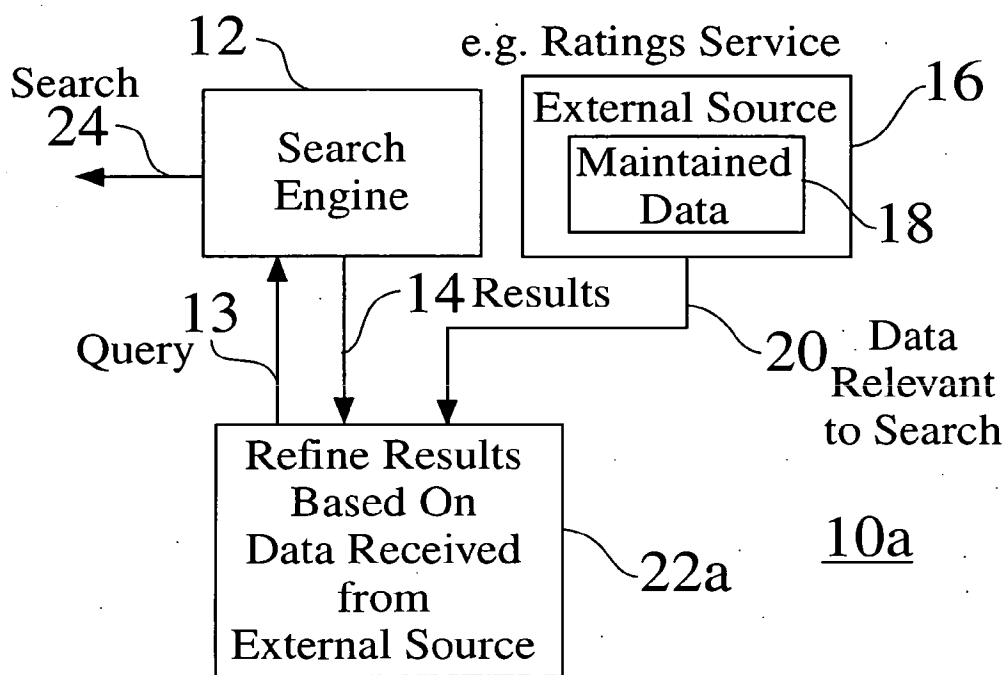 12
e.g. Ratings Service
Search
24
Search
Engine
External Source
Maintained
Data
16
18
13
Query
14 Results
20 Data
Relevant
to Search
Refine Results
Based On
Data Received
from
External Source
22a
10a